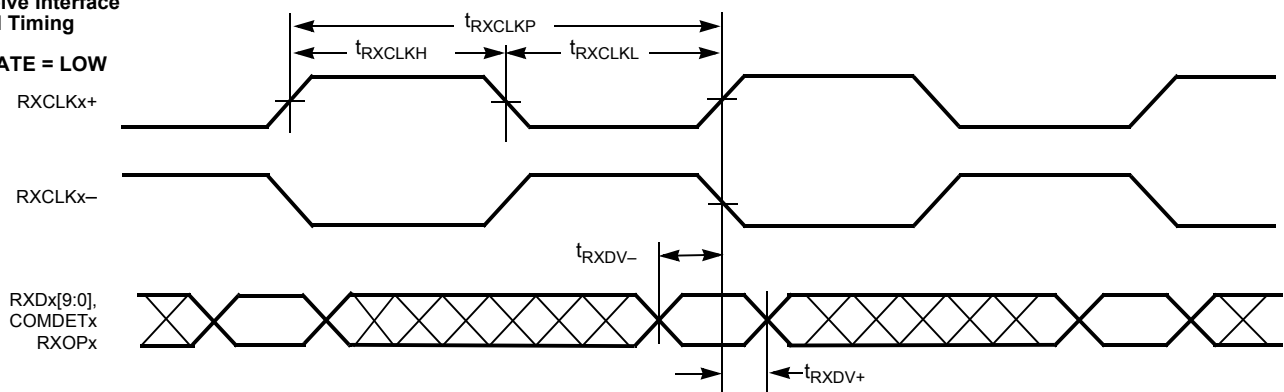 ive Interface
Timing
ATE = LOW
tRXCLKP
tRXCLKH
tRXCLKL
RXCLKx+
RXCLKx–
tRXDV–
RXDx[9:0],
COMDETx
RXOPx
tRXDV+